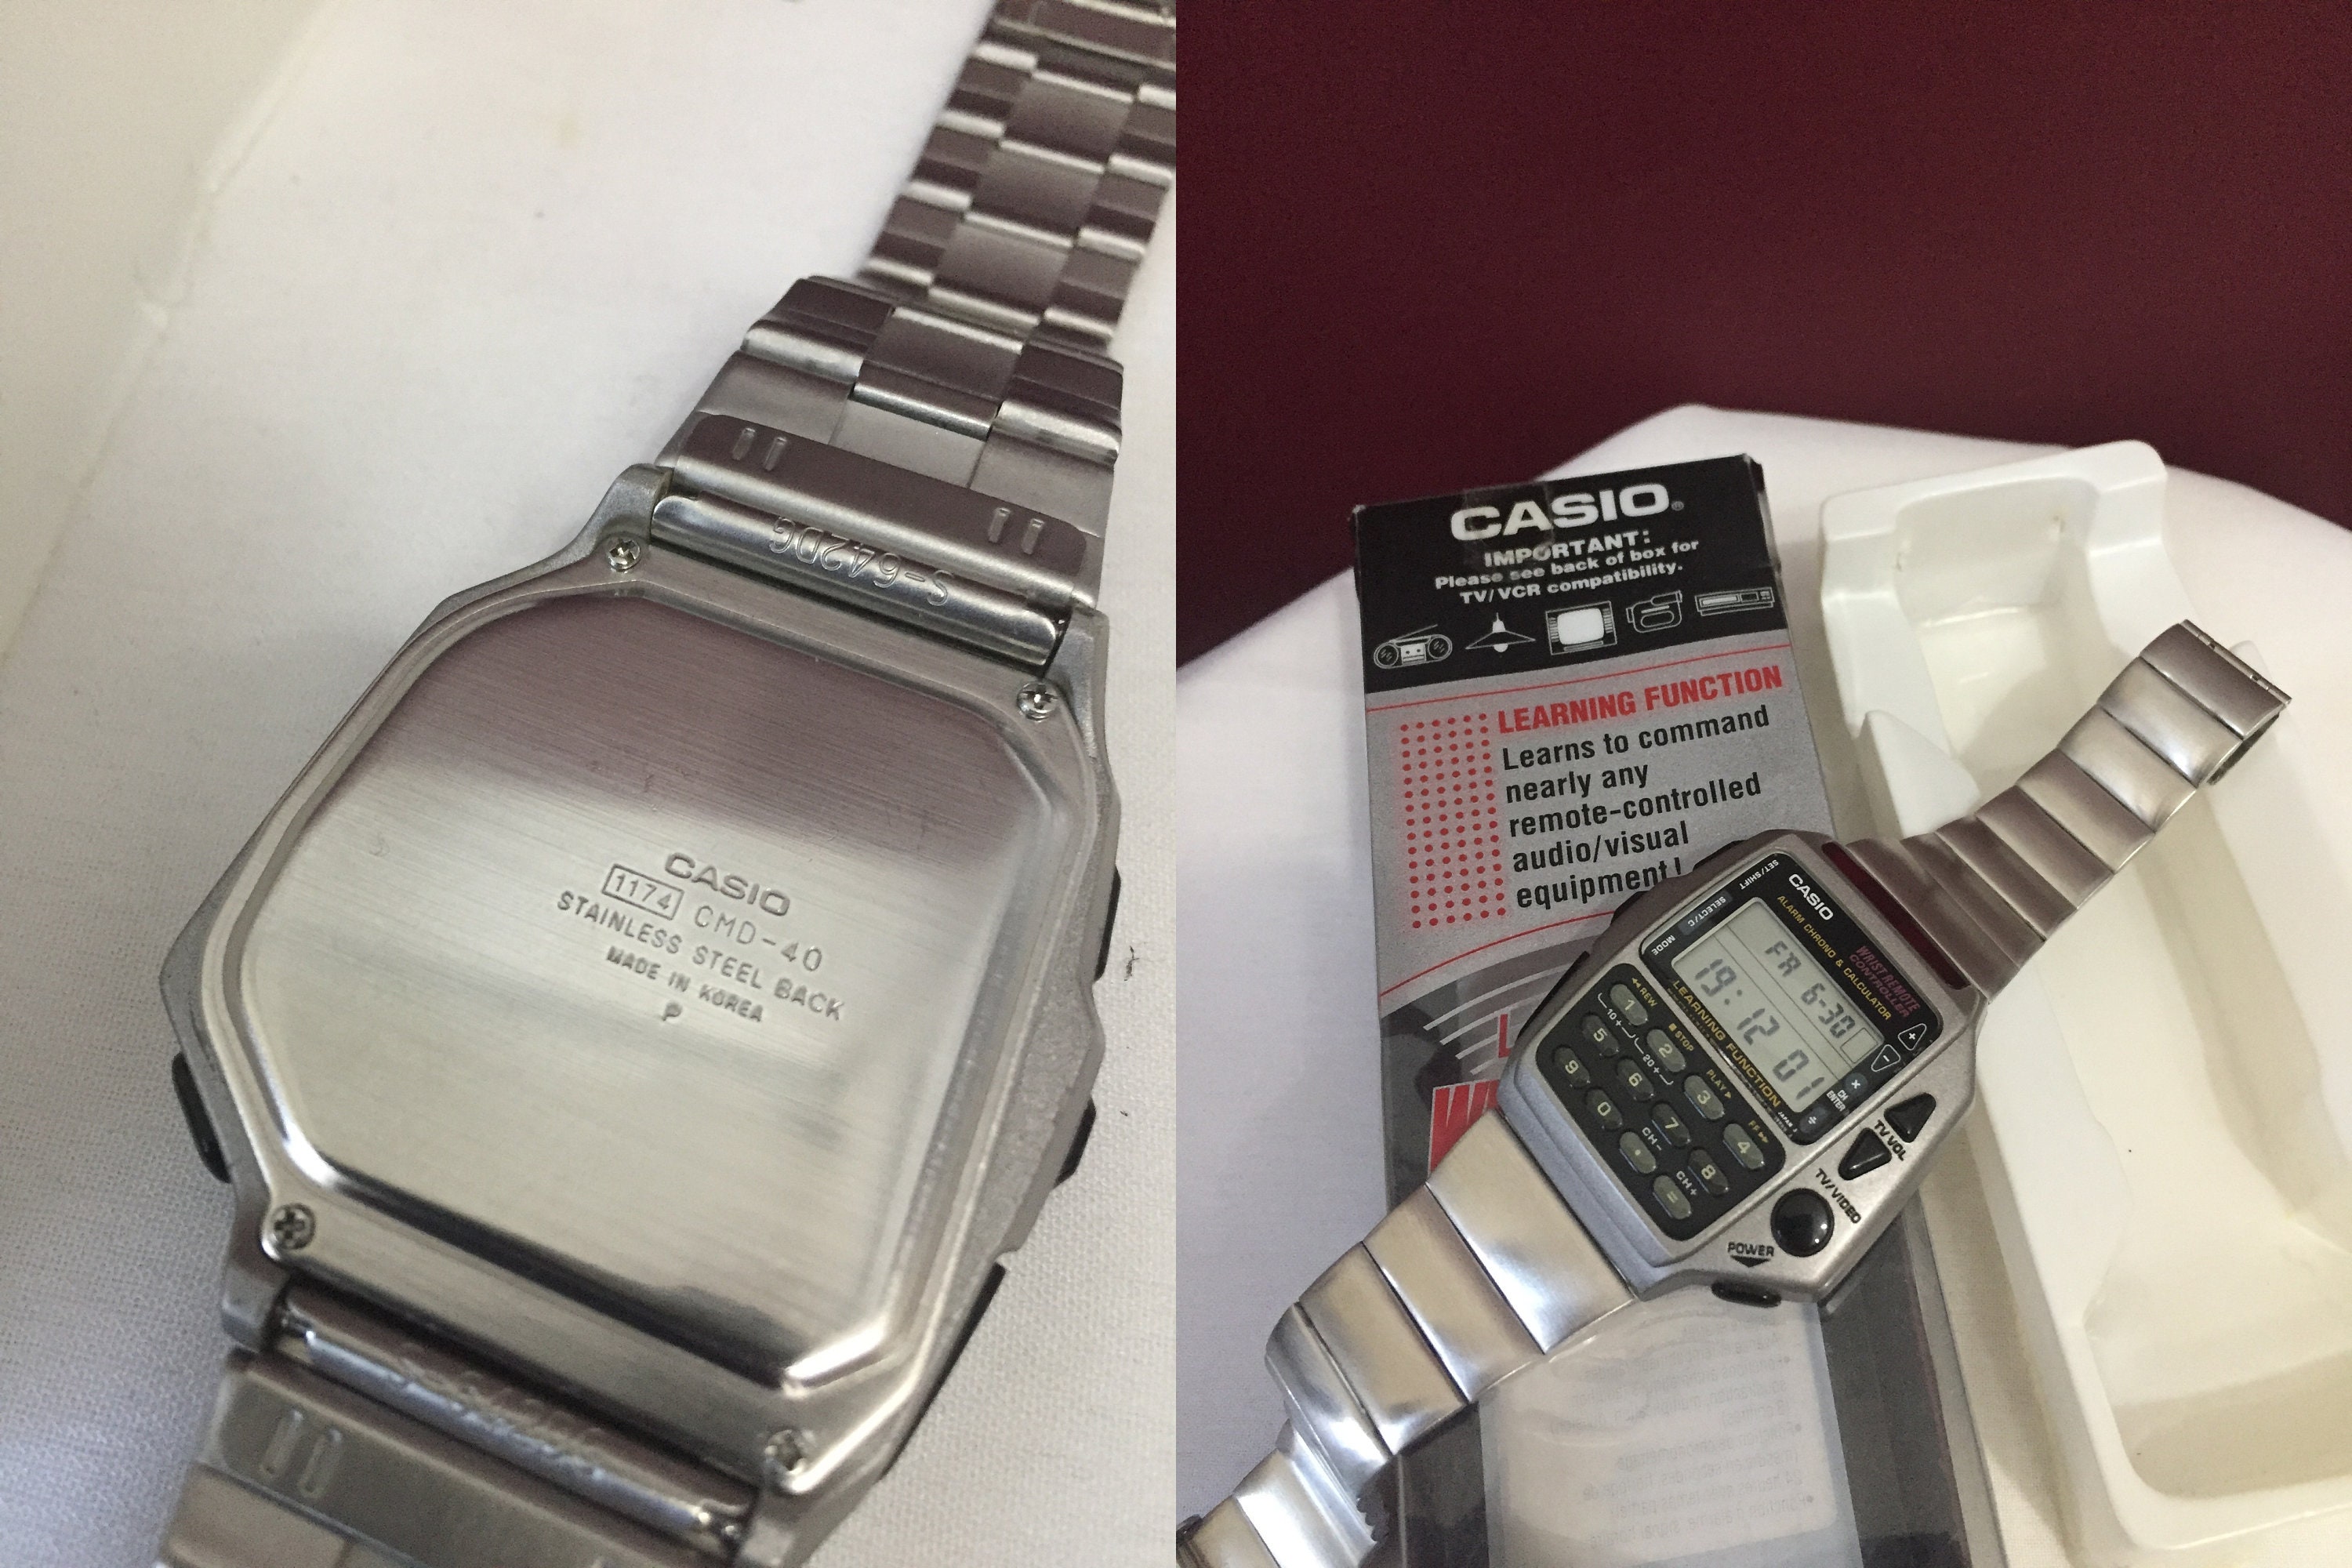 S-642DG
CASIO
1174 CMD-40
STAINLESS STEEL BACK
MADE IN KOREA
P
CASIO®
IMPORTANT:
Please see back of box for
TV/VCR compatibility.
LEARNING FUNCTION
Learns to command
nearly any
remote-controlled
audio/visual
equipment!
L
W
CASIO
ALARM CHRONO & CALCULATOR
WRIST REMOTE
CONTROLLER
SET/SHIFT
SELECT/C
MODE
FR 6-30
19:12 01
LEARNING FUNCTION
+
-
×
÷
CH
ENTER
◀◀ REW
■ STOP
PLAY ▶
FF ▶▶
1 2 3 4
10+ 20+
5 6 7 8
9 0 • =
CH- CH+
TV VOL
TV/VIDEO
POWER